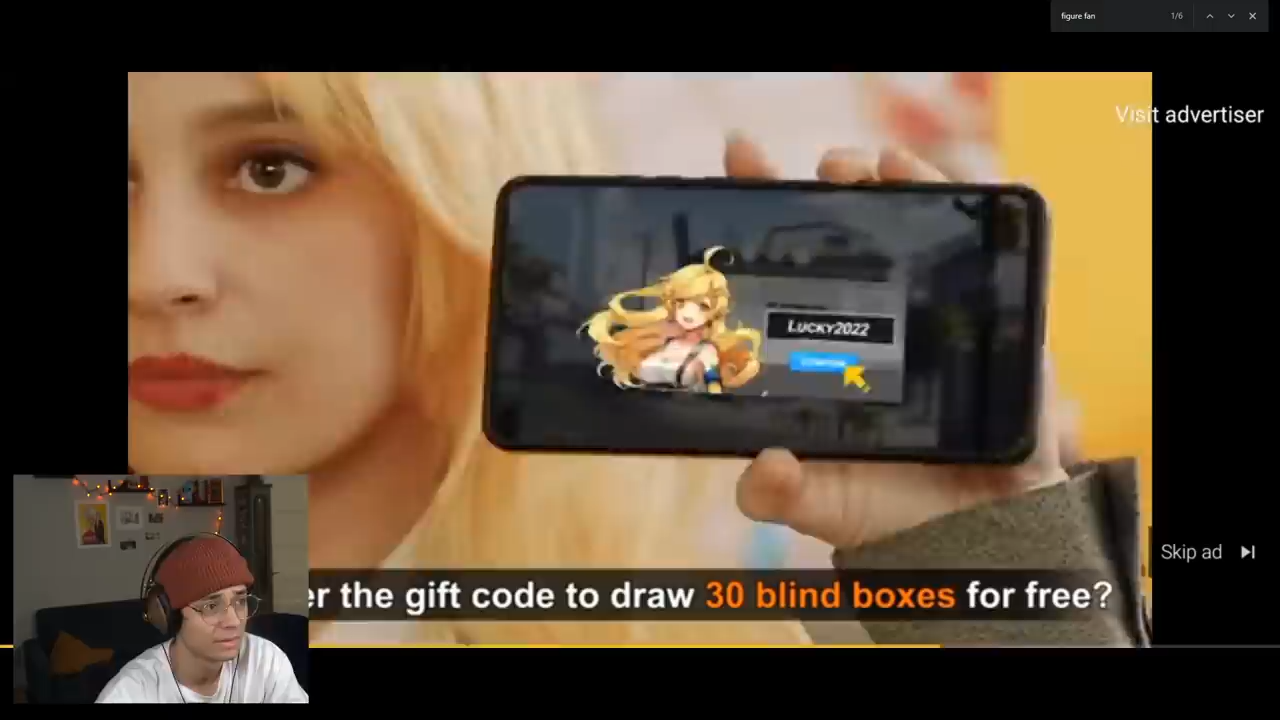 figure fan 1/6
Visit advertiser
LUCKY2022
Skip ad
er the gift code to draw 30 blind boxes for free?